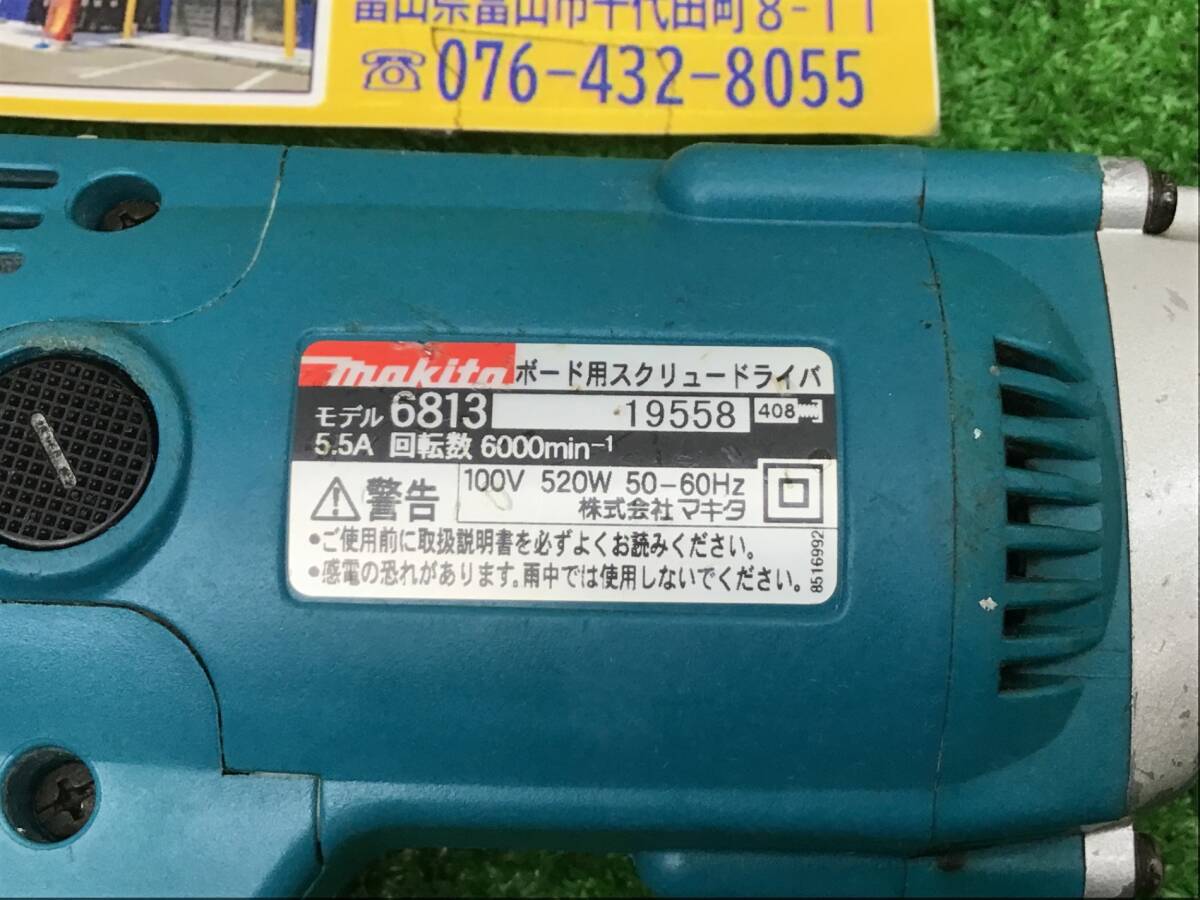 富山県富山市千代田町8-11
☏076-432-8055
makita ボード用スクリュードライバ
モデル 6813 19558 408
5.5A 回転数 6000min-1
警告 100V 520W 50-60Hz
株式会社 マキタ
•ご使用前に取扱説明書を必ずよくお読みください。
•感電の恐れがあります。雨中では使用しないでください。
8516992